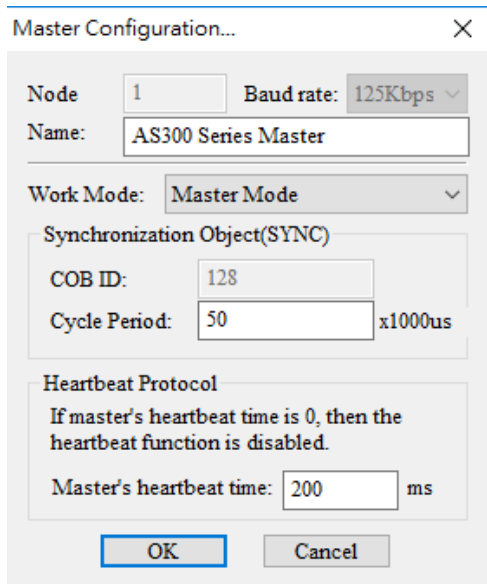 Master Configuration...
Node 1 Baud rate: 125Kbps
Name: AS300 Series Master
Work Mode: Master Mode
Synchronization Object(SYNC)
COB ID: 128
Cycle Period: 50 x1000us
Heartbeat Protocol
If master's heartbeat time is 0, then the
heartbeat function is disabled.
Master's heartbeat time: 200 ms
OK Cancel